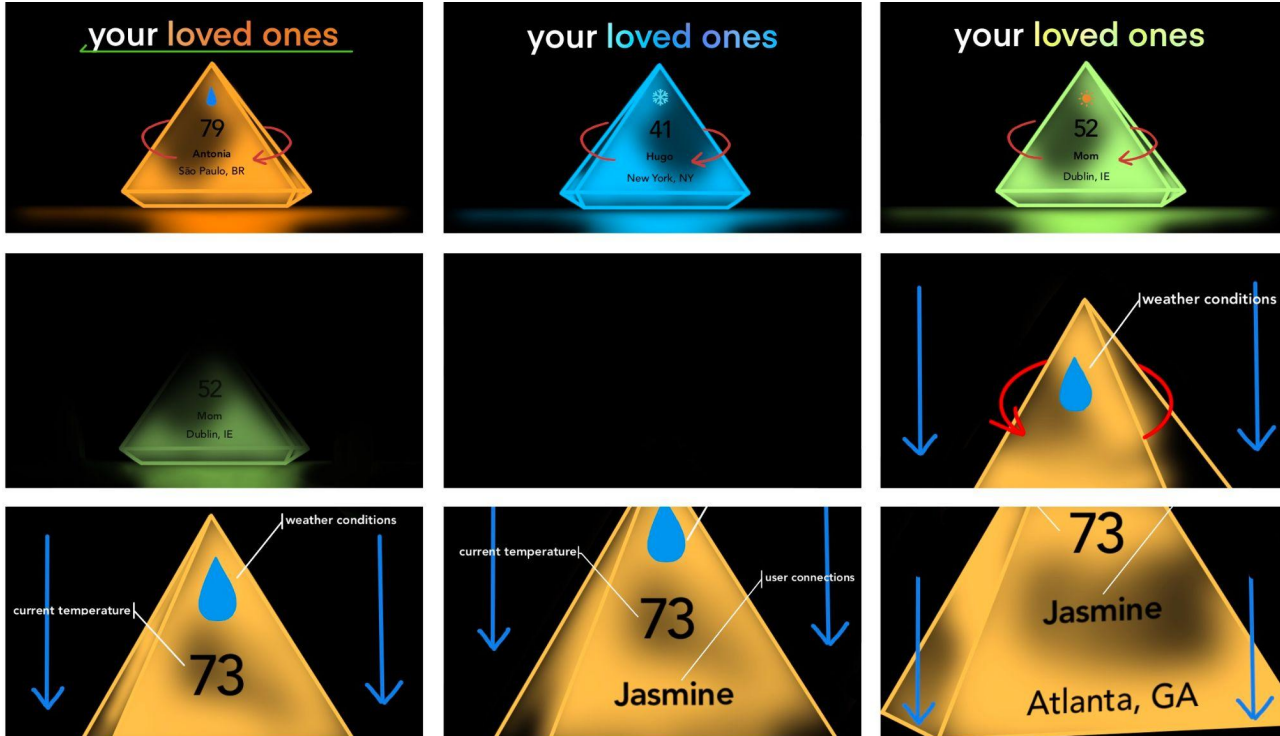 your loved ones
79
Antonia
São Paulo, BR
your loved ones
41
Hugo
New York, NY
your loved ones
52
Mom
Dublin, IE
52
Mom
Dublin, IE
weather conditions
weather conditions
current temperature
73
current temperature
user connections
73
Jasmine
73
Jasmine
Atlanta, GA